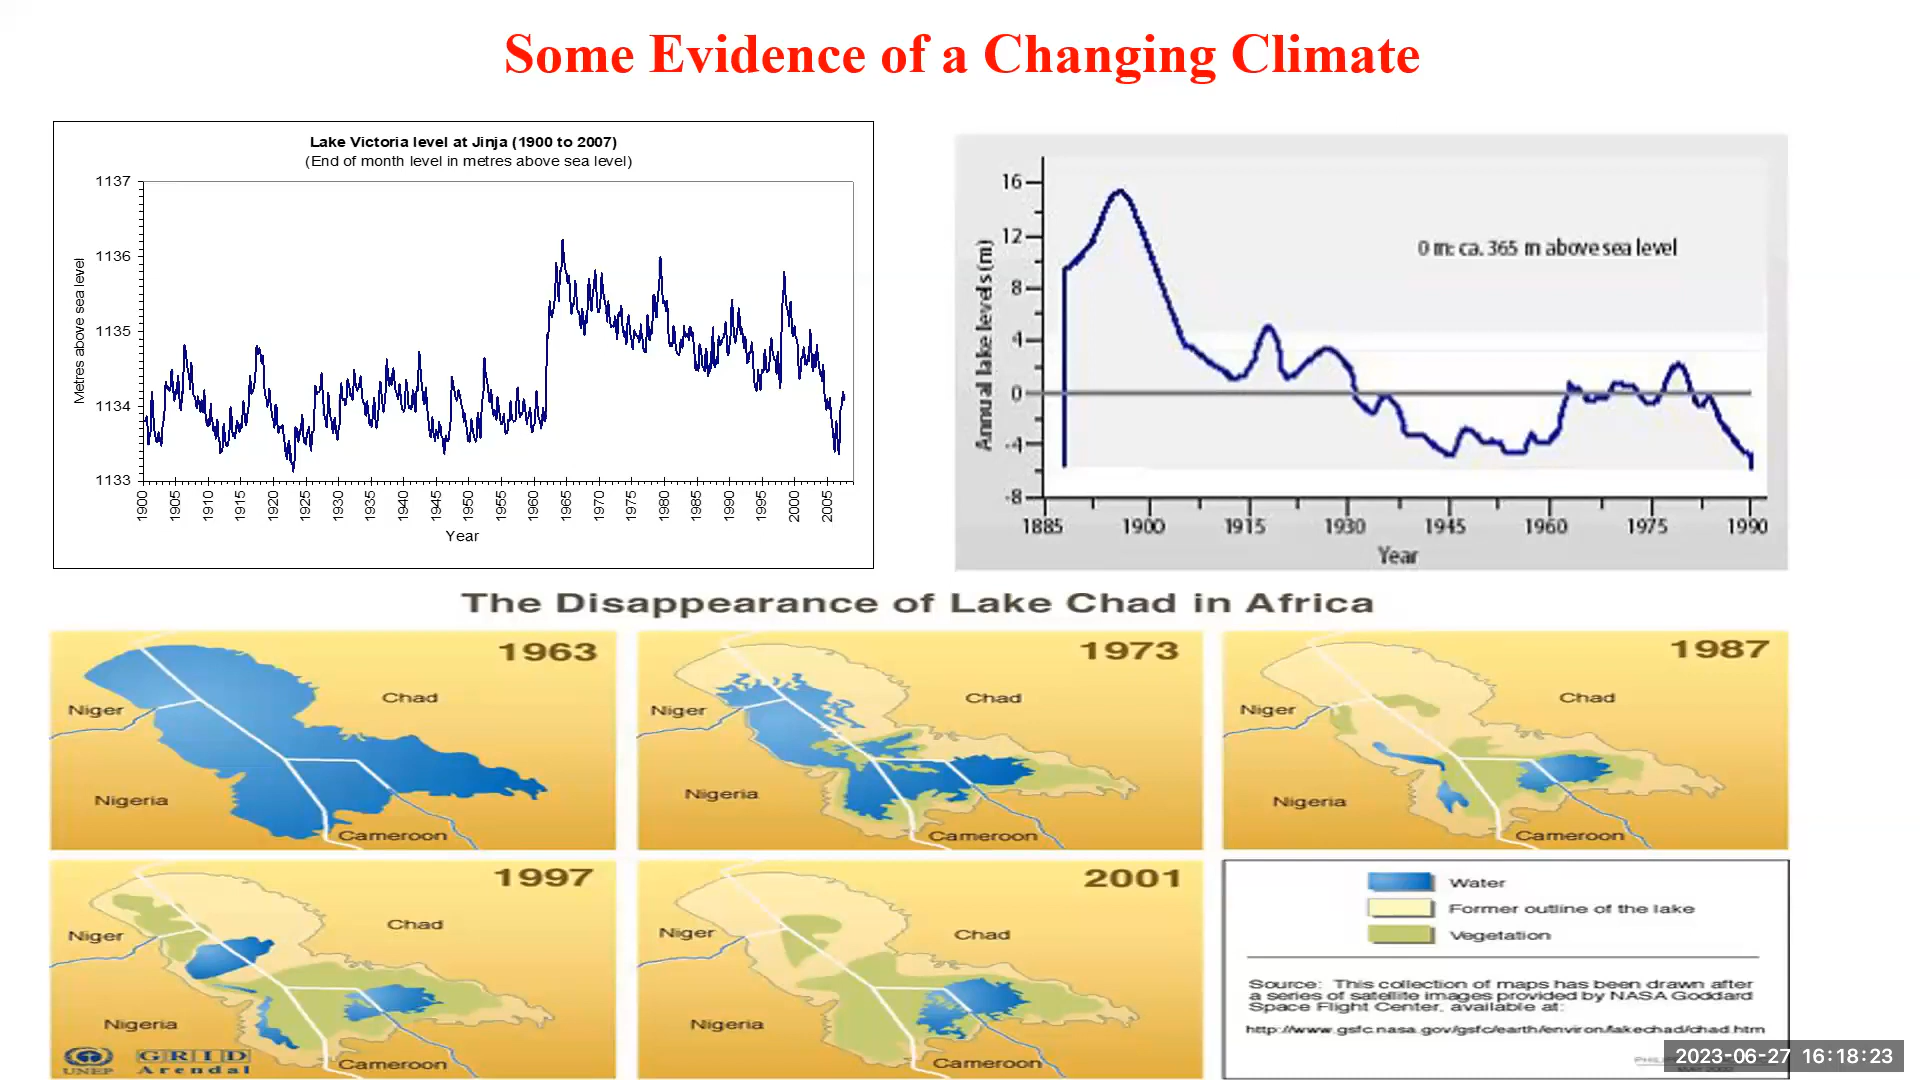 Some Evidence of a Changing Climate
Lake Victoria level at Jinja (1900 to 2007)
(End of month level in metres above sea level)
Metres above sea level
1137
1136
1135
1134
1133
1900 1905 1910 1915 1920 1925 1930 1935 1940 1945 1950 1955 1960 1965 1970 1975 1980 1985 1990 1995 2000 2005
Year
Annual lake levels (m)
16
12
8
4
0
-4
-8
0 m: ca. 365 m above sea level
1885 1900 1915 1930 1945 1960 1975 1990
Year
The Disappearance of Lake Chad in Africa
1963
Niger
Chad
Nigeria
Cameroon
1973
Niger
Chad
Nigeria
Cameroon
1987
Niger
Chad
Nigeria
Cameroon
1997
Niger
Chad
Nigeria
Cameroon
UNEP
GRID
Arendal
2001
Niger
Chad
Nigeria
Cameroon
Water
Former outline of the lake
Vegetation
Source: This collection of maps has been drawn after
a series of satellite images provided by NASA Goddard
Space Flight Center, available at:
http://www.gsfc.nasa.gov/gsfc/earth/environ/lakechad/chad.htm
2023-06-27 16:18:23